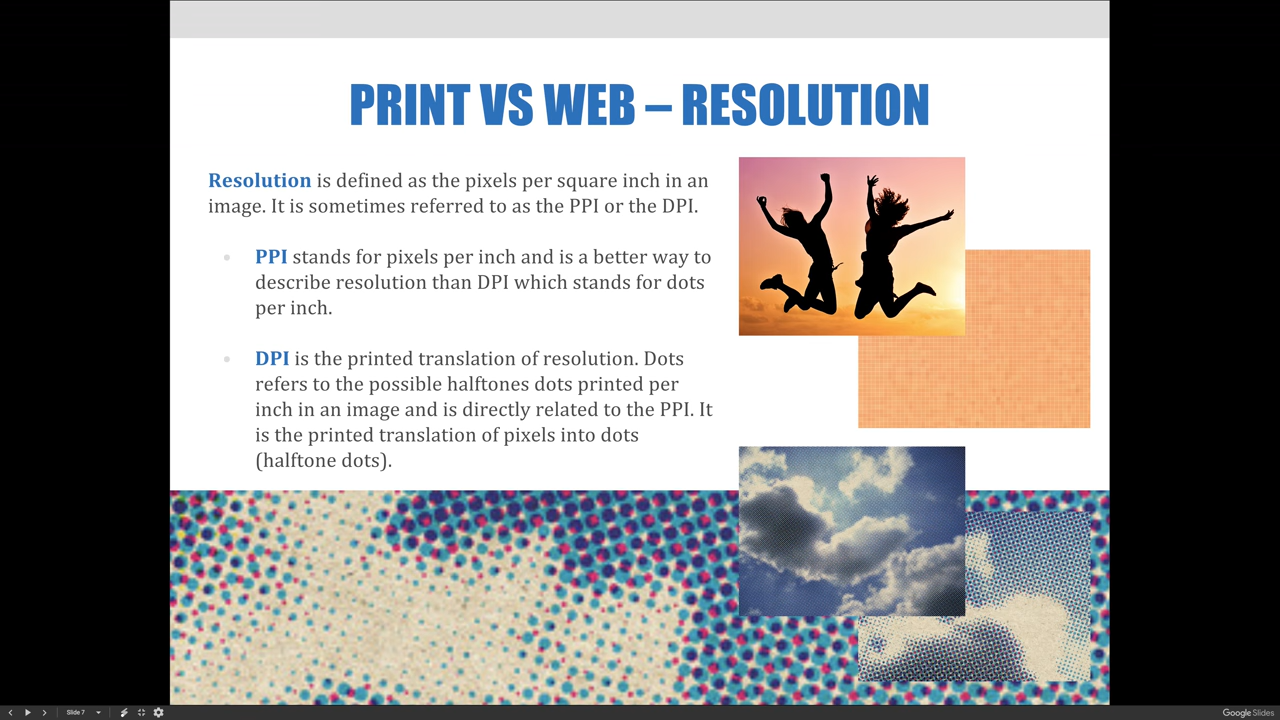 PRINT VS WEB – RESOLUTION
Resolution is defined as the pixels per square inch in an
image. It is sometimes referred to as the PPI or the DPI.
PPI stands for pixels per inch and is a better way to
describe resolution than DPI which stands for dots
per inch.
DPI is the printed translation of resolution. Dots
refers to the possible halftones dots printed per
inch in an image and is directly related to the PPI. It
is the printed translation of pixels into dots
(halftone dots).
Slide 7
Google Slides